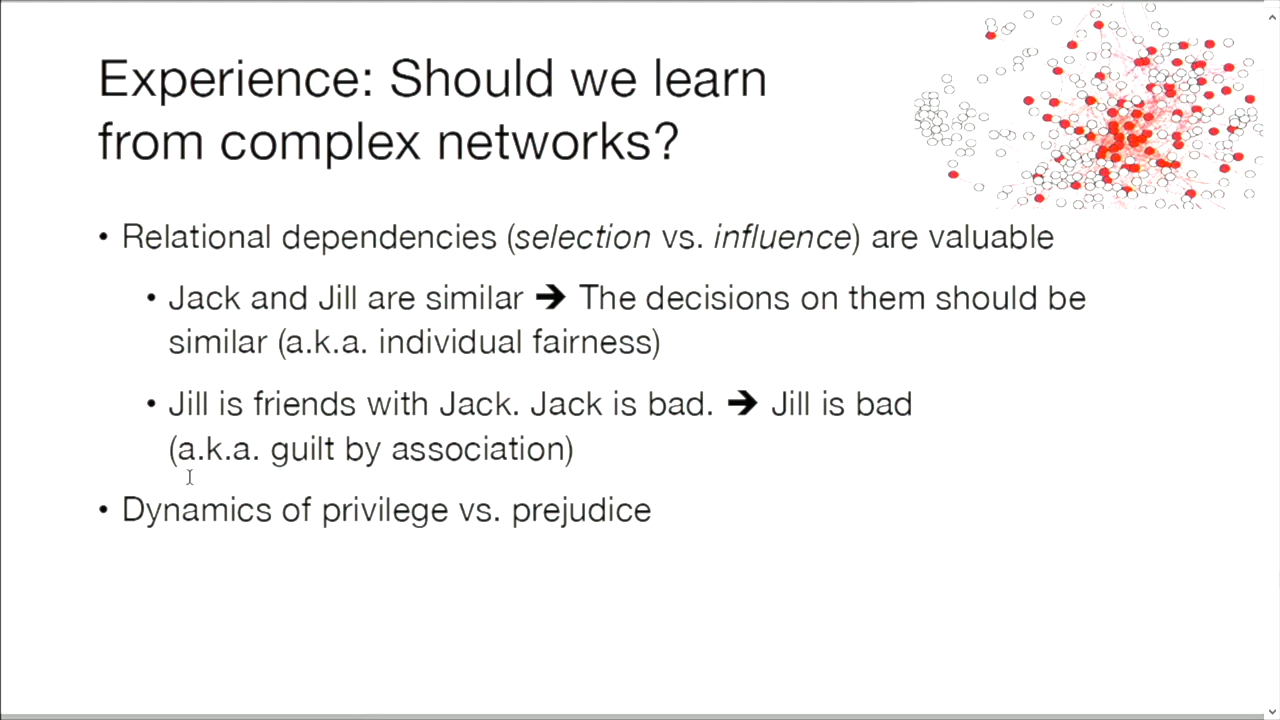 Experience: Should we learn
from complex networks?
• Relational dependencies (selection vs. influence) are valuable
• Jack and Jill are similar ➔ The decisions on them should be
similar (a.k.a. individual fairness)
• Jill is friends with Jack. Jack is bad. ➔ Jill is bad
(a.k.a. guilt by association)
• Dynamics of privilege vs. prejudice